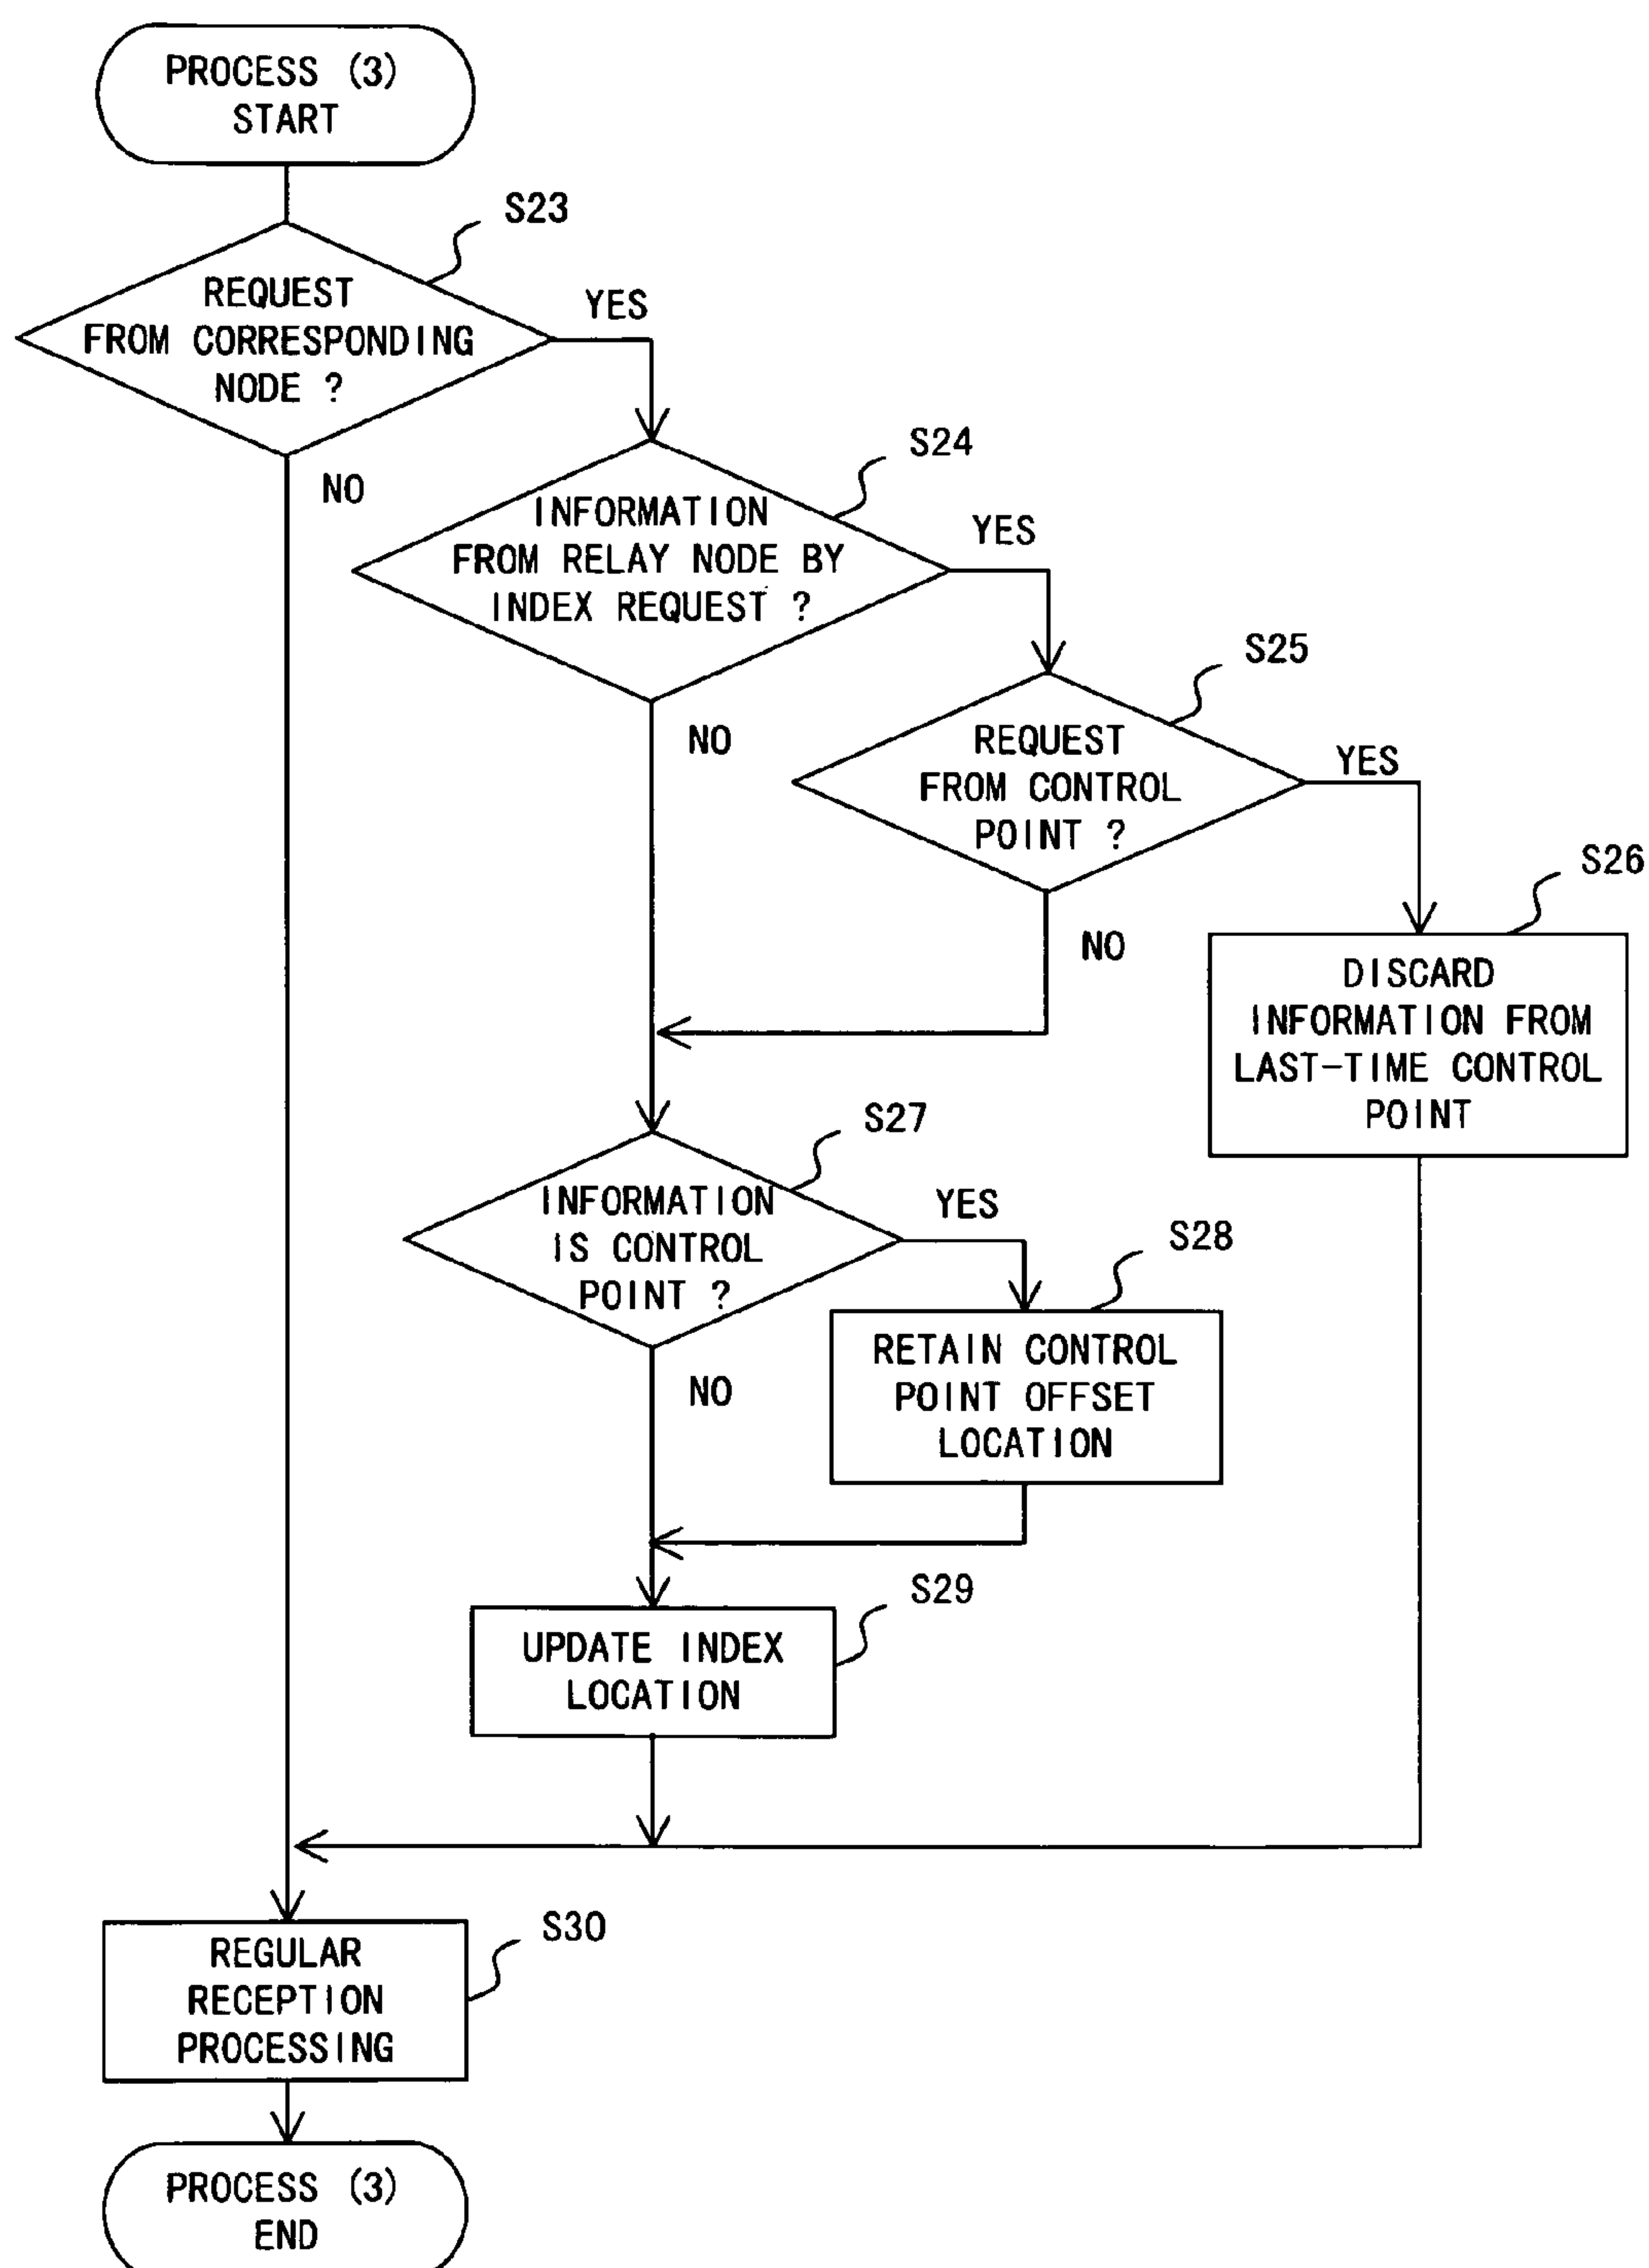 PROCESS (3)
START
S23
REQUEST
FROM CORRESPONDING
NODE ?
YES
NO
S24
INFORMATION
FROM RELAY NODE BY
INDEX REQUEST ?
YES
NO
S25
REQUEST
FROM CONTROL
POINT ?
YES
NO
S26
DISCARD
INFORMATION FROM
LAST-TIME CONTROL
POINT
S27
INFORMATION
IS CONTROL
POINT ?
YES
NO
S28
RETAIN CONTROL
POINT OFFSET
LOCATION
S29
UPDATE INDEX
LOCATION
S30
REGULAR
RECEPTION
PROCESSING
PROCESS (3)
END